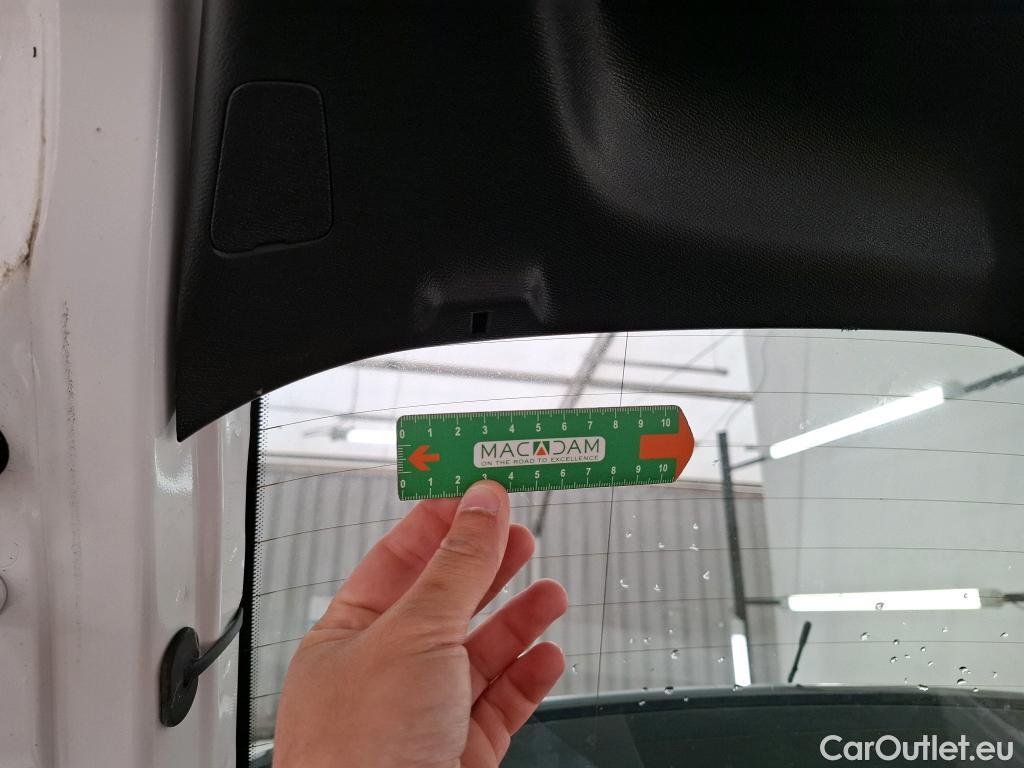 0 1 2 3 4 5 6 7 8 9 10
MACADAM
ON THE ROAD TO EXCELLENCE
0 1 2 3 4 5 6 7 8 9 10
CarOutlet.eu